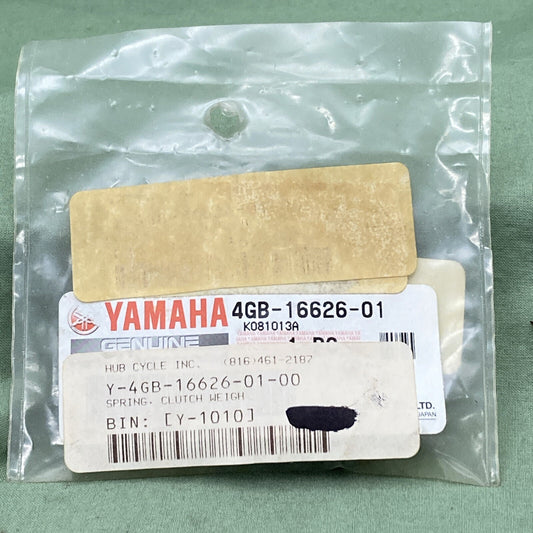 YAMAHA 4GB-16626-01
K081013A
GENUINE
HUB CYCLE INC. (816)461-2187
Y-4GB-16626-01-00
SPRING, CLUTCH WEIGH
BIN: [Y-1010]
LTD.
JAPAN